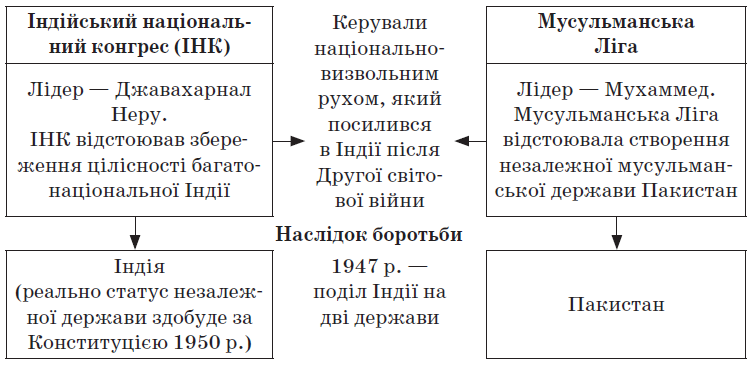 Індійський національ-
ний конгрес (ІНК)
Лідер — Джавахарнал
Неру.
ІНК відстоював збере-
ження цілісності багато-
національної Індії
Керували
національно-
визвольним
рухом, який
посилився
в Індії після
Другої світо-
вої війни
Мусульманська
Ліга
Лідер — Мухаммед.
Мусульманська Ліга
відстоювала створення
незалежної мусульман-
ської держави Пакистан
Наслідок боротьби
Індія
(реально статус незалеж-
ної держави здобуде за
Конституцією 1950 р.)
1947 р. —
поділ Індії на
дві держави
Пакистан